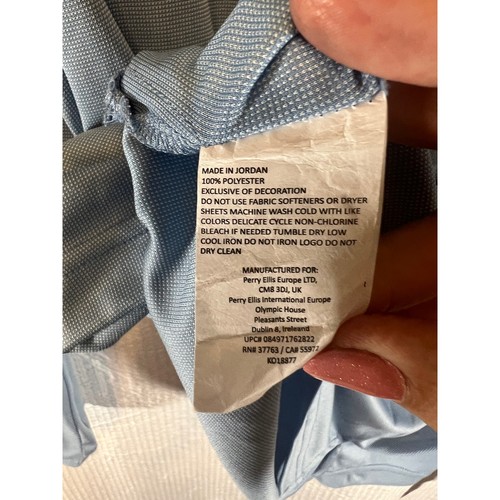 MADE IN JORDAN
100% POLYESTER
EXCLUSIVE OF DECORATION
DO NOT USE FABRIC SOFTENERS OR DRYER
SHEETS MACHINE WASH COLD WITH LIKE
COLORS DELICATE CYCLE NON-CHLORINE
BLEACH IF NEEDED TUMBLE DRY LOW
COOL IRON DO NOT IRON LOGO DO NOT
DRY CLEAN
MANUFACTURED FOR:
Perry Ellis Europe LTD,
CM8 3DJ, UK
Perry Ellis International Europe
Olympic House
Pleasants Street
Dublin 8, Ireleand
UPC# 084971762822
RN# 37763 / CA# 55972
KO18877